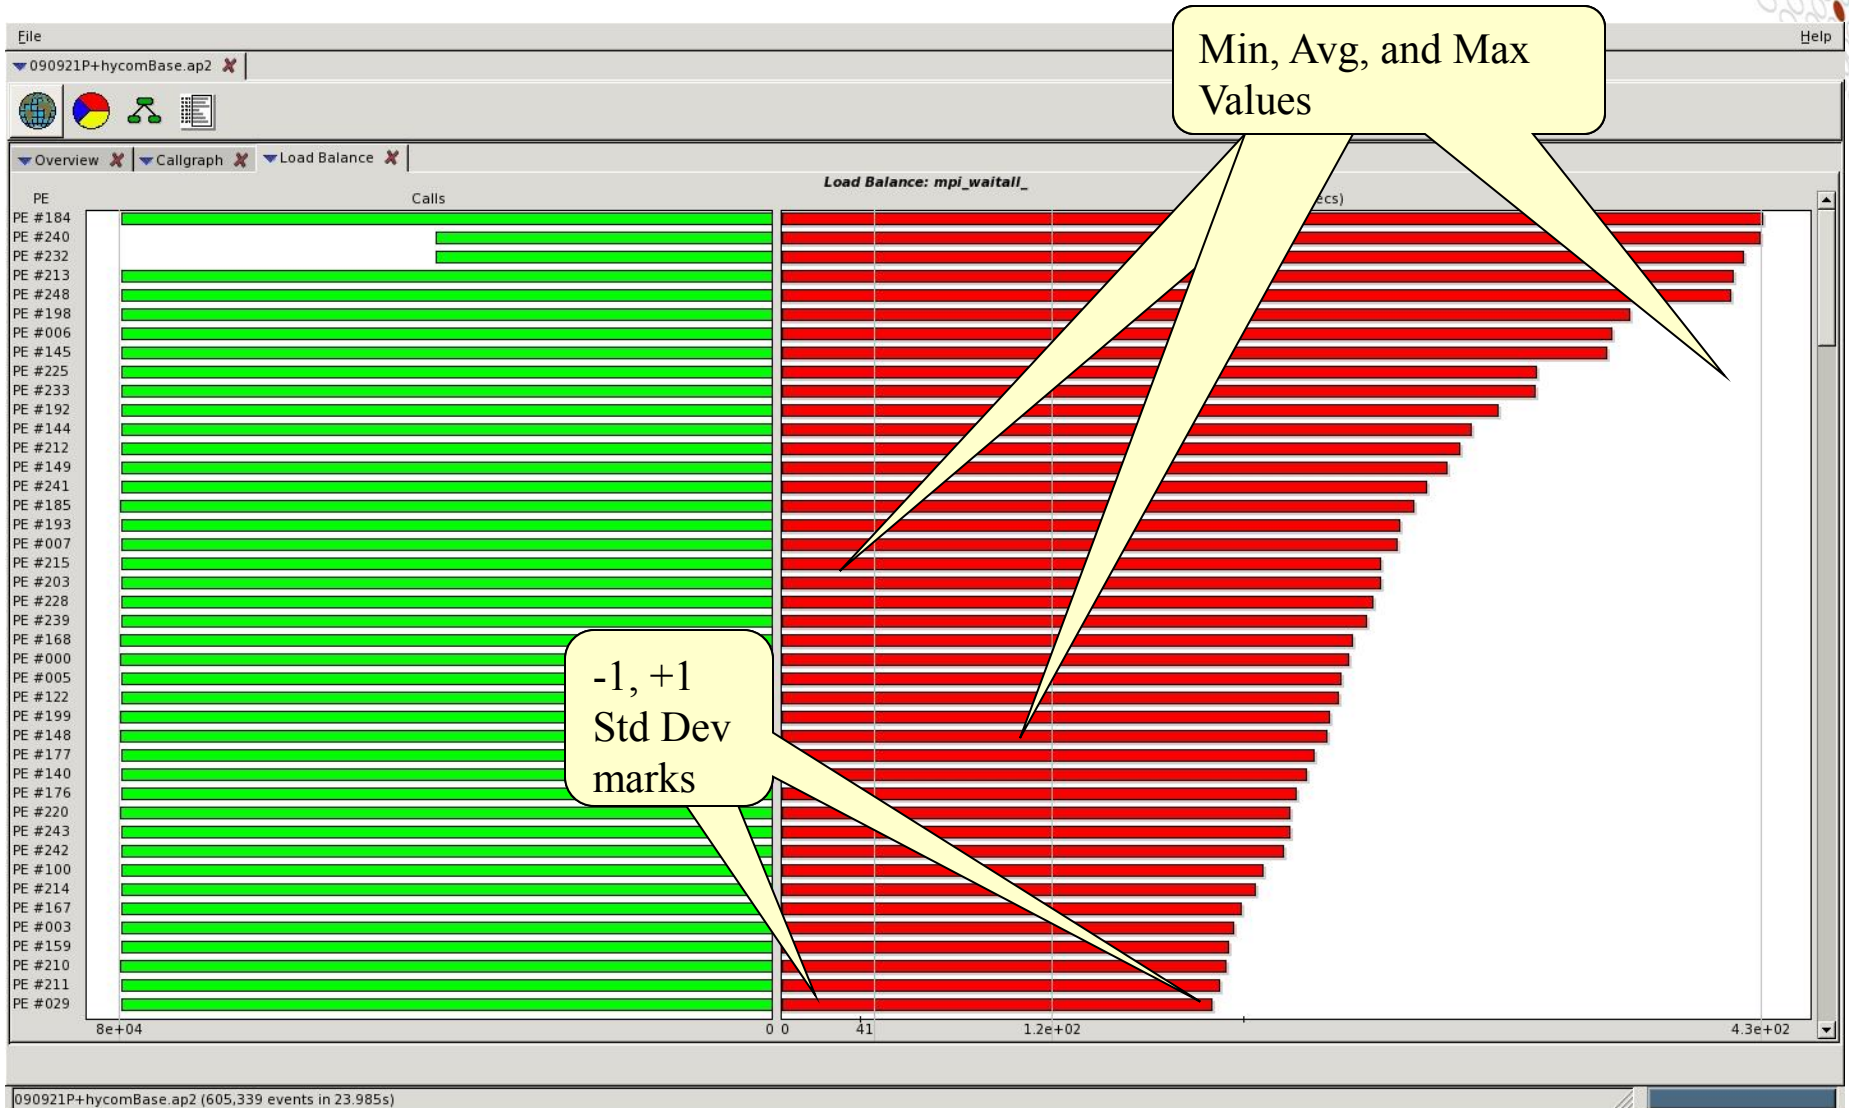 File
Help
090921P+hycomBase.ap2
Min, Avg, and Max
Values
Overview
Callgraph
Load Balance
Load Balance: mpi_waitall_
PE
Calls
ecs)
PE #184
PE #240
PE #232
PE #213
PE #248
PE #198
PE #006
PE #145
PE #225
PE #233
PE #192
PE #144
PE #212
PE #149
PE #241
PE #185
PE #193
PE #007
PE #215
PE #203
PE #228
PE #239
PE #168
PE #000
PE #005
PE #122
PE #199
PE #148
PE #177
PE #140
PE #176
PE #220
PE #243
PE #242
PE #100
PE #214
PE #167
PE #003
PE #159
PE #210
PE #211
PE #029
-1, +1
Std Dev
marks
8e+04 0 0 41 1.2e+02 4.3e+02
090921P+hycomBase.ap2 (605,339 events in 23.985s)